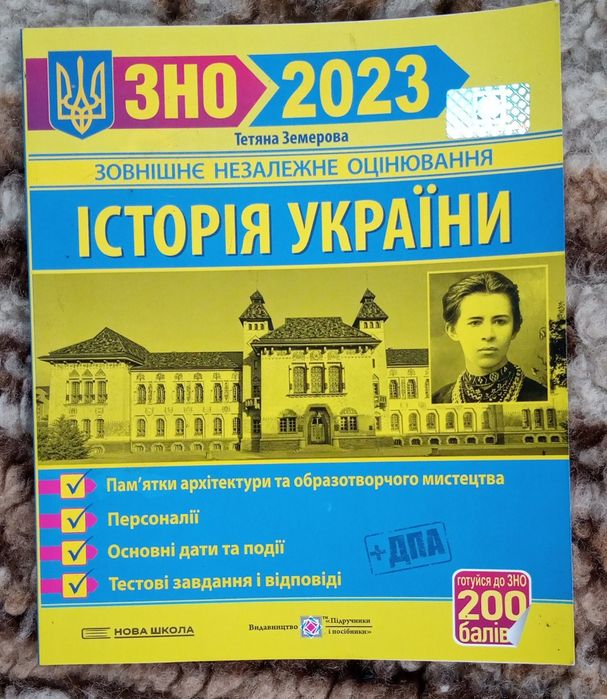 ЗНО 2023
Тетяна Земерова
ЗОВНІШНЄ НЕЗАЛЕЖНЕ ОЦІНЮВАННЯ
ІСТОРІЯ УКРАЇНИ
Пам'ятки архітектури та образотворчого мистецтва
Персоналії
Основні дати та події
Тестові завдання і відповіді
+ДПА
готуйся до ЗНО
200
балів
НОВА ШКОЛА
Видавництво
тм «Підручники
і посібники»